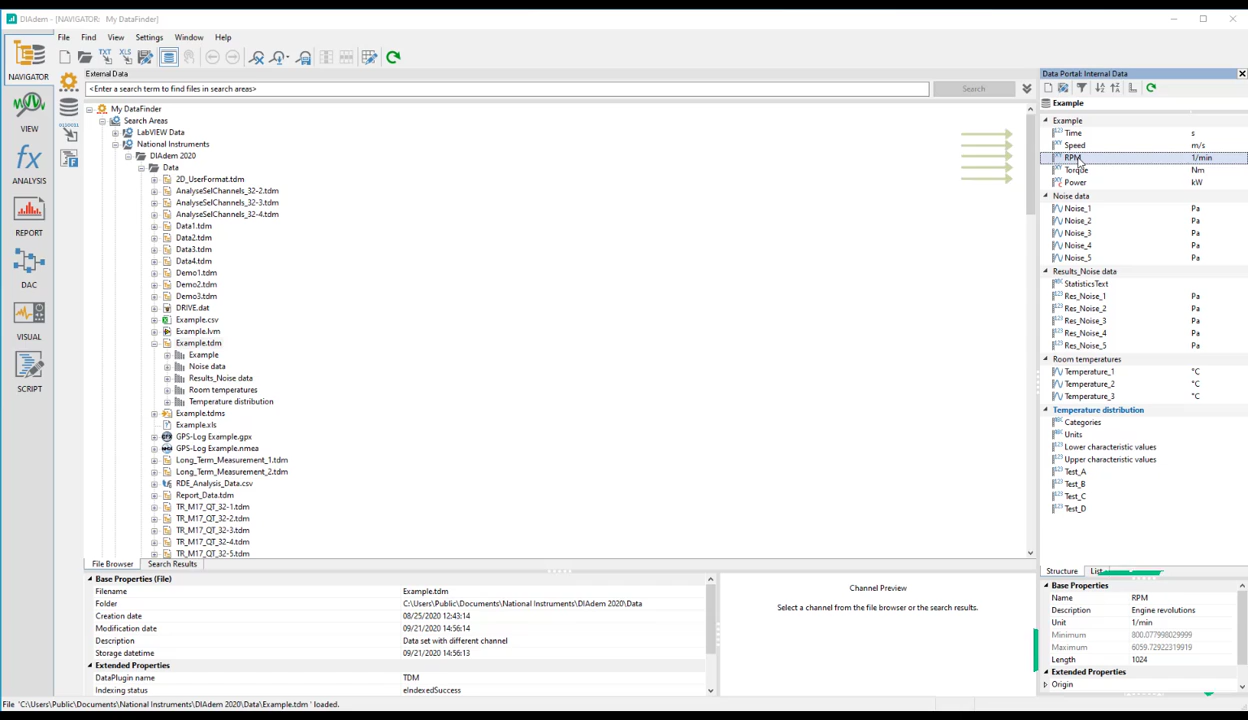 DIAdem - [NAVIGATOR: My DataFinder]
File Find View Settings Window Help
TXT XLS
External Data
<Enter a search term to find files in search areas> Search
NAVIGATOR
VIEW
ANALYSIS
REPORT
DAC
VISUAL
SCRIPT
My DataFinder
Search Areas
LabVIEW Data
National Instruments
DIAdem 2020
Data
2D_UserFormat.tdm
AnalyseSelChannels_32-2.tdm
AnalyseSelChannels_32-3.tdm
AnalyseSelChannels_32-4.tdm
Data1.tdm
Data2.tdm
Data3.tdm
Data4.tdm
Demo1.tdm
Demo2.tdm
Demo3.tdm
DRIVE.dat
Example.csv
Example.lvm
Example.tdm
Example
Noise data
Results_Noise data
Room temperatures
Temperature distribution
Example.tdms
Example.xls
GPS-Log Example.gpx
GPS-Log Example.nmea
Long_Term_Measurement_1.tdm
Long_Term_Measurement_2.tdm
RDE_Analysis_Data.csv
Report_Data.tdm
TR_M17_QT_32-1.tdm
TR_M17_QT_32-2.tdm
TR_M17_QT_32-3.tdm
TR_M17_QT_32-4.tdm
TR_M17_QT_32-5.tdm
File Browser Search Results
Base Properties (File)
Filename Example.tdm
Folder C:\Users\Public\Documents\National Instruments\DIAdem 2020\Data
Creation date 08/25/2020 12:43:14
Modification date 09/21/2020 14:56:14
Description Data set with different channel
Storage datetime 09/21/2020 14:56:13
Extended Properties
DataPlugin name TDM
Indexing status eIndexedSuccess
Channel Preview
Select a channel from the file browser or the search results.
Data Portal: Internal Data
Example
Example
Time s
Speed m/s
RPM 1/min
Torque Nm
Power kW
Noise data
Noise_1 Pa
Noise_2 Pa
Noise_3 Pa
Noise_4 Pa
Noise_5 Pa
Results_Noise data
StatisticsText
Res_Noise_1 Pa
Res_Noise_2 Pa
Res_Noise_3 Pa
Res_Noise_4 Pa
Res_Noise_5 Pa
Room temperatures
Temperature_1 °C
Temperature_2 °C
Temperature_3 °C
Temperature distribution
Categories
Units
Lower characteristic values
Upper characteristic values
Test_A
Test_B
Test_C
Test_D
Structure List
Base Properties
Name RPM
Description Engine revolutions
Unit 1/min
Minimum 800.077998029999
Maximum 6059.72922319919
Length 1024
Extended Properties
Origin
File 'C:\Users\Public\Documents\National Instruments\DIAdem 2020\Data\Example.tdm' loaded.